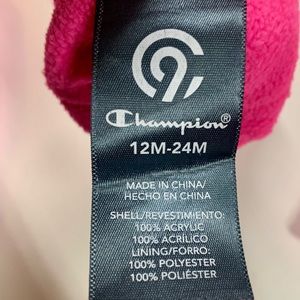 C9
Champion®
12M-24M
MADE IN CHINA/
HECHO EN CHINA
SHELL/REVESTIMIENTO:
100% ACRYLIC
100% ACRÍLICO
LINING/FORRO:
100% POLYESTER
100% POLIÉSTER